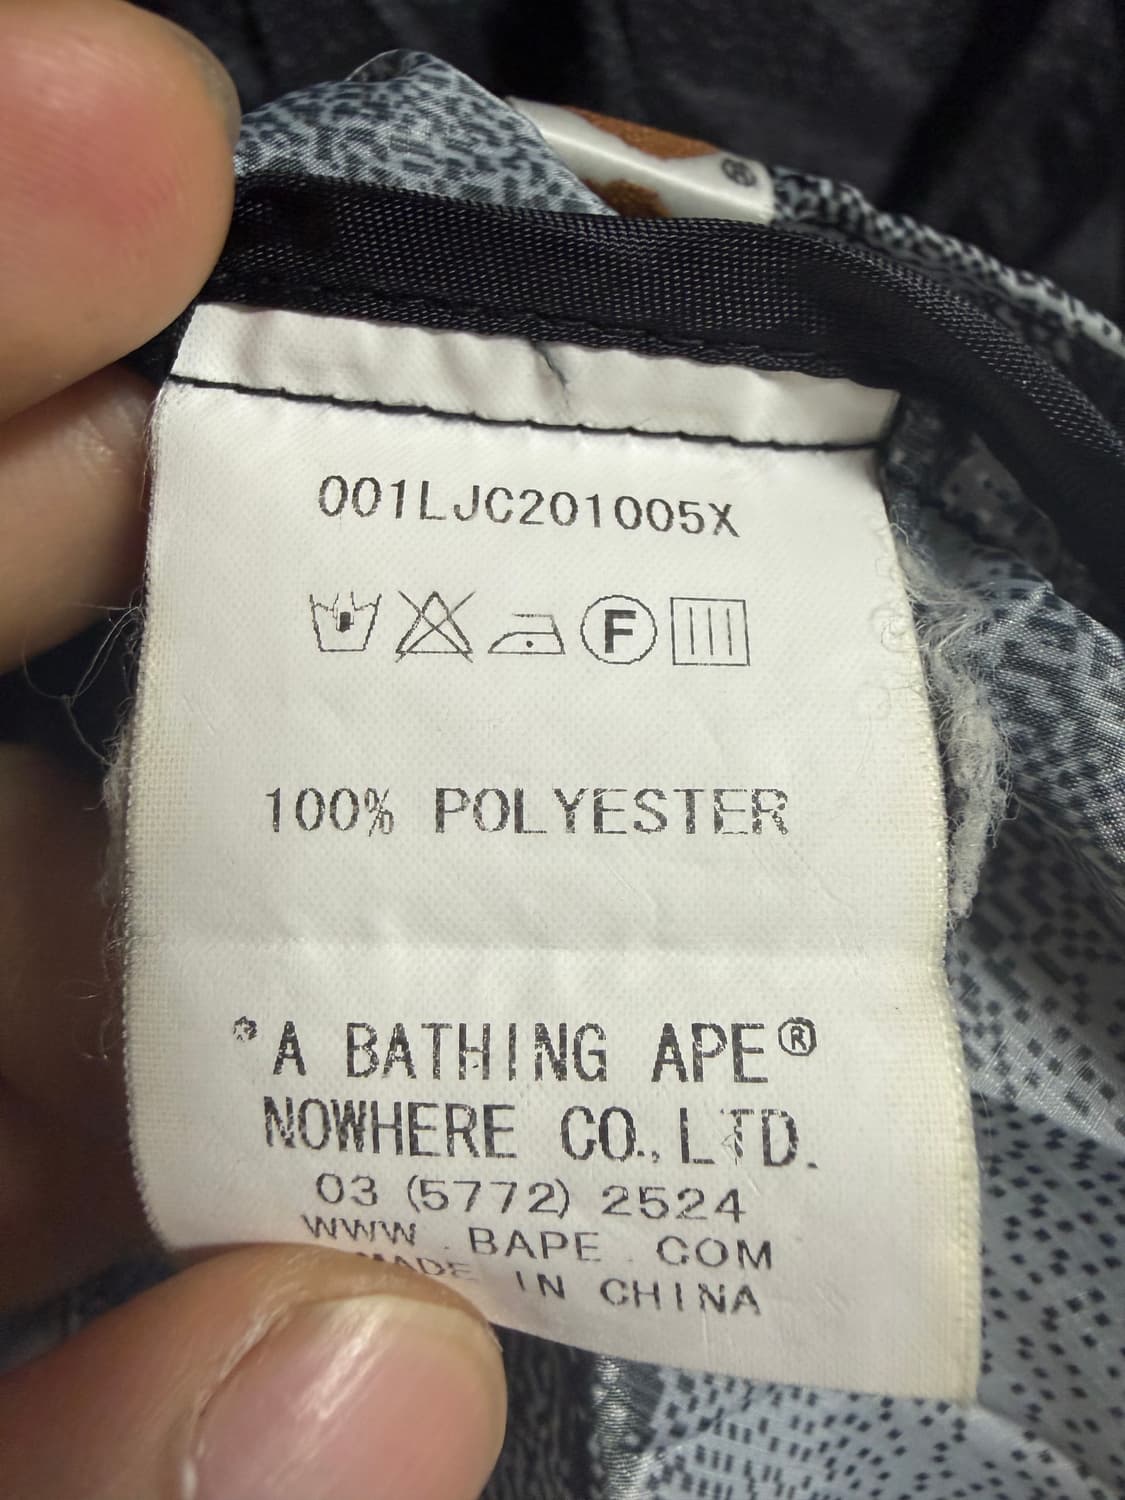 001LJC201005X
F
100% POLYESTER
®A BATHING APE®
NOWHERE CO., LTD.
03 (5772) 2524
WWW . BAPE . COM
MADE IN CHINA